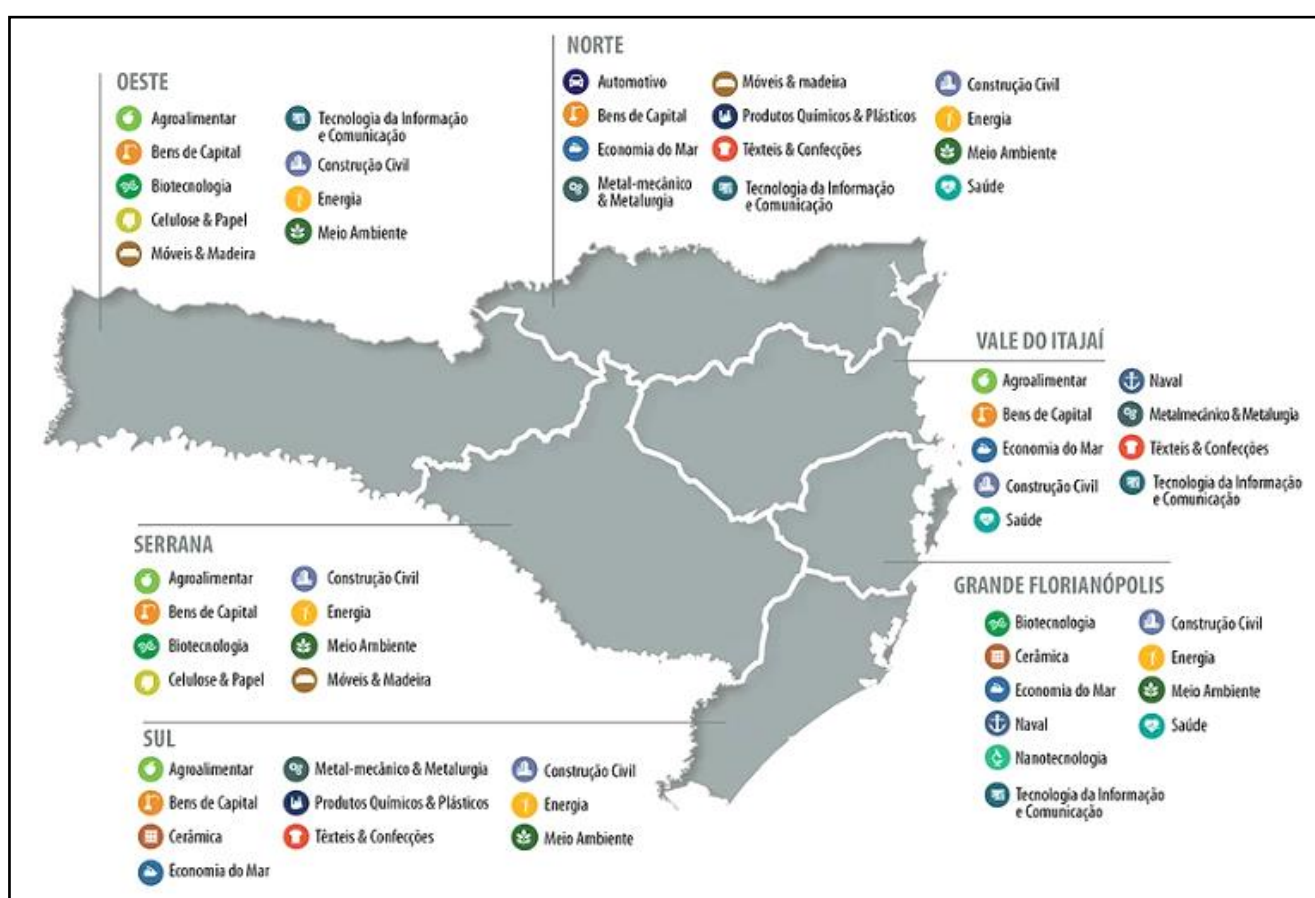 OESTE
Agroalimentar
Bens de Capital
Biotecnologia
Celulose & Papel
Móveis & Madeira
Tecnologia da Informação
e Comunicação
Construção Civil
Energia
Meio Ambiente
NORTE
Automotivo
Bens de Capital
Economia do Mar
Metal-mecânico
& Metalurgia
Móveis & madeira
Produtos Químicos & Plásticos
Têxteis & Confecções
Tecnologia da Informação
e Comunicação
Construção Civil
Energia
Meio Ambiente
Saúde
VALE DO ITAJAÍ
Agroalimentar
Bens de Capital
Economia do Mar
Construção Civil
Saúde
Naval
Metalmecânico & Metalurgia
Têxteis & Confecções
Tecnologia da Informação
e Comunicação
SERRANA
Agroalimentar
Bens de Capital
Biotecnologia
Celulose & Papel
Construção Civil
Energia
Meio Ambiente
Móveis & Madeira
GRANDE FLORIANÓPOLIS
Biotecnologia
Cerâmica
Economia do Mar
Naval
Nanotecnologia
Tecnologia da Informação
e Comunicação
Construção Civil
Energia
Meio Ambiente
Saúde
SUL
Agroalimentar
Bens de Capital
Cerâmica
Economia do Mar
Metal-mecânico & Metalurgia
Produtos Químicos & Plásticos
Têxteis & Confecções
Construção Civil
Energia
Meio Ambiente